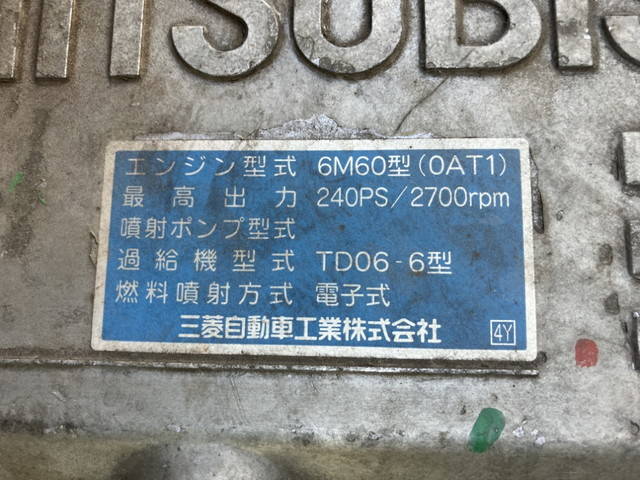 MITSUBIS
エンジン型式 6M60型(0AT1)
最高出力 240PS/2700rpm
噴射ポンプ型式
過給機型式 TD06-6型
燃料噴射方式 電子式
三菱自動車工業株式会社 4Y